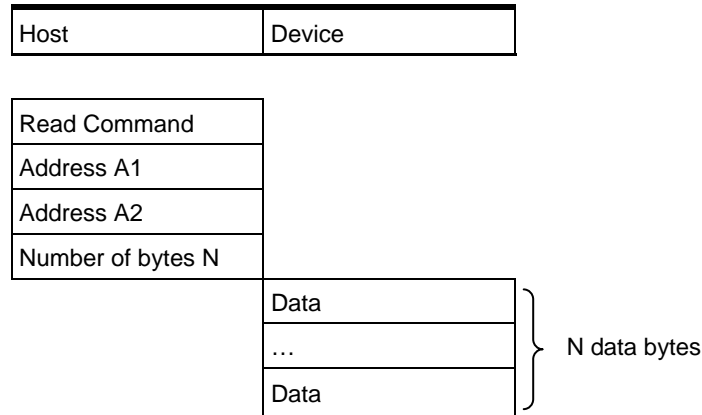 Host Device
Read Command
Address A1
Address A2
Number of bytes N
Data
…
N data bytes
Data